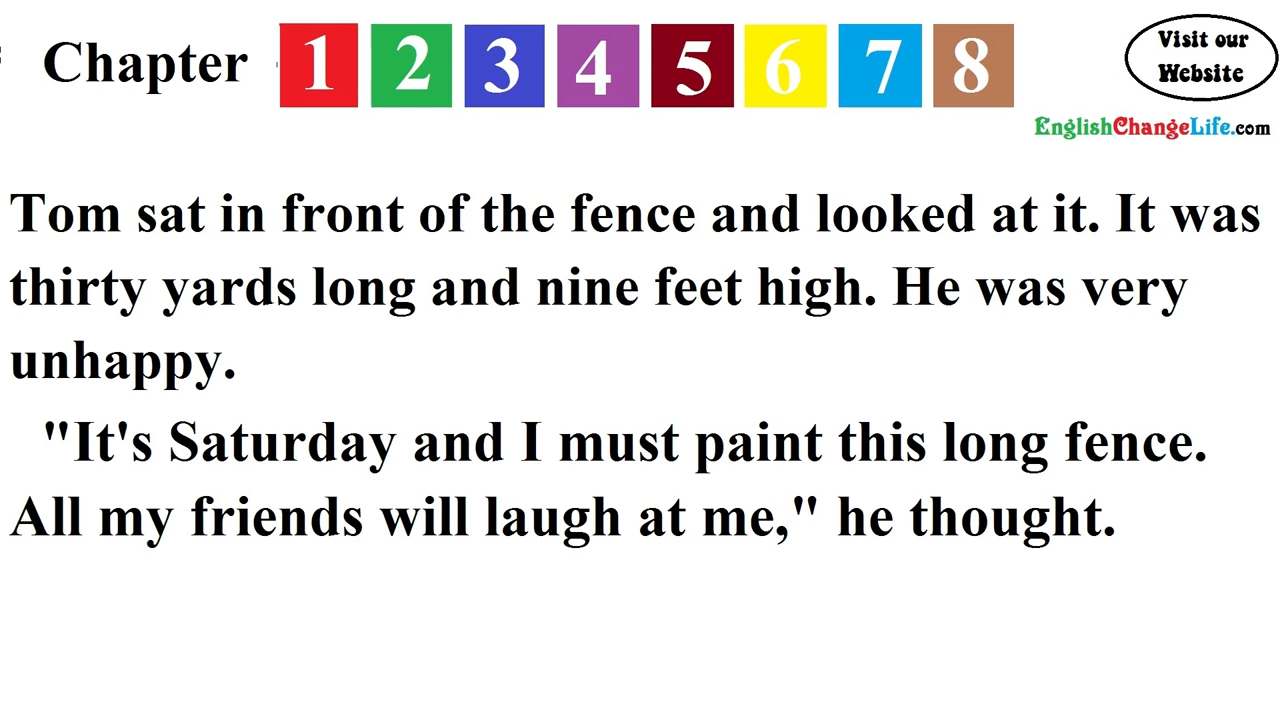 Chapter 1 2 3 4 5 6 7 8
Visit our
Website
EnglishChangeLife.com
Tom sat in front of the fence and looked at it. It was
thirty yards long and nine feet high. He was very
unhappy.
"It's Saturday and I must paint this long fence.
All my friends will laugh at me," he thought.